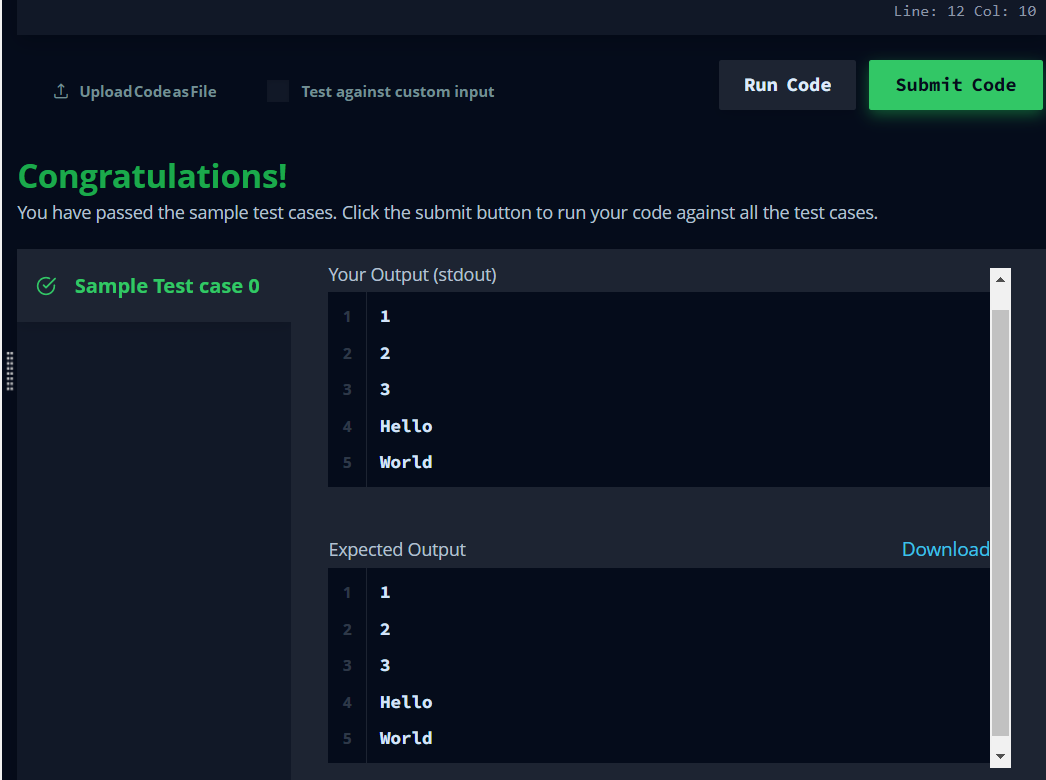 Line: 12 Col: 10
Upload Code as File
Test against custom input
Run Code
Submit Code
Congratulations!
You have passed the sample test cases. Click the submit button to run your code against all the test cases.
Sample Test case 0
Your Output (stdout)
1 1
2 2
3 3
4 Hello
5 World
Expected Output
Download
1 1
2 2
3 3
4 Hello
5 World